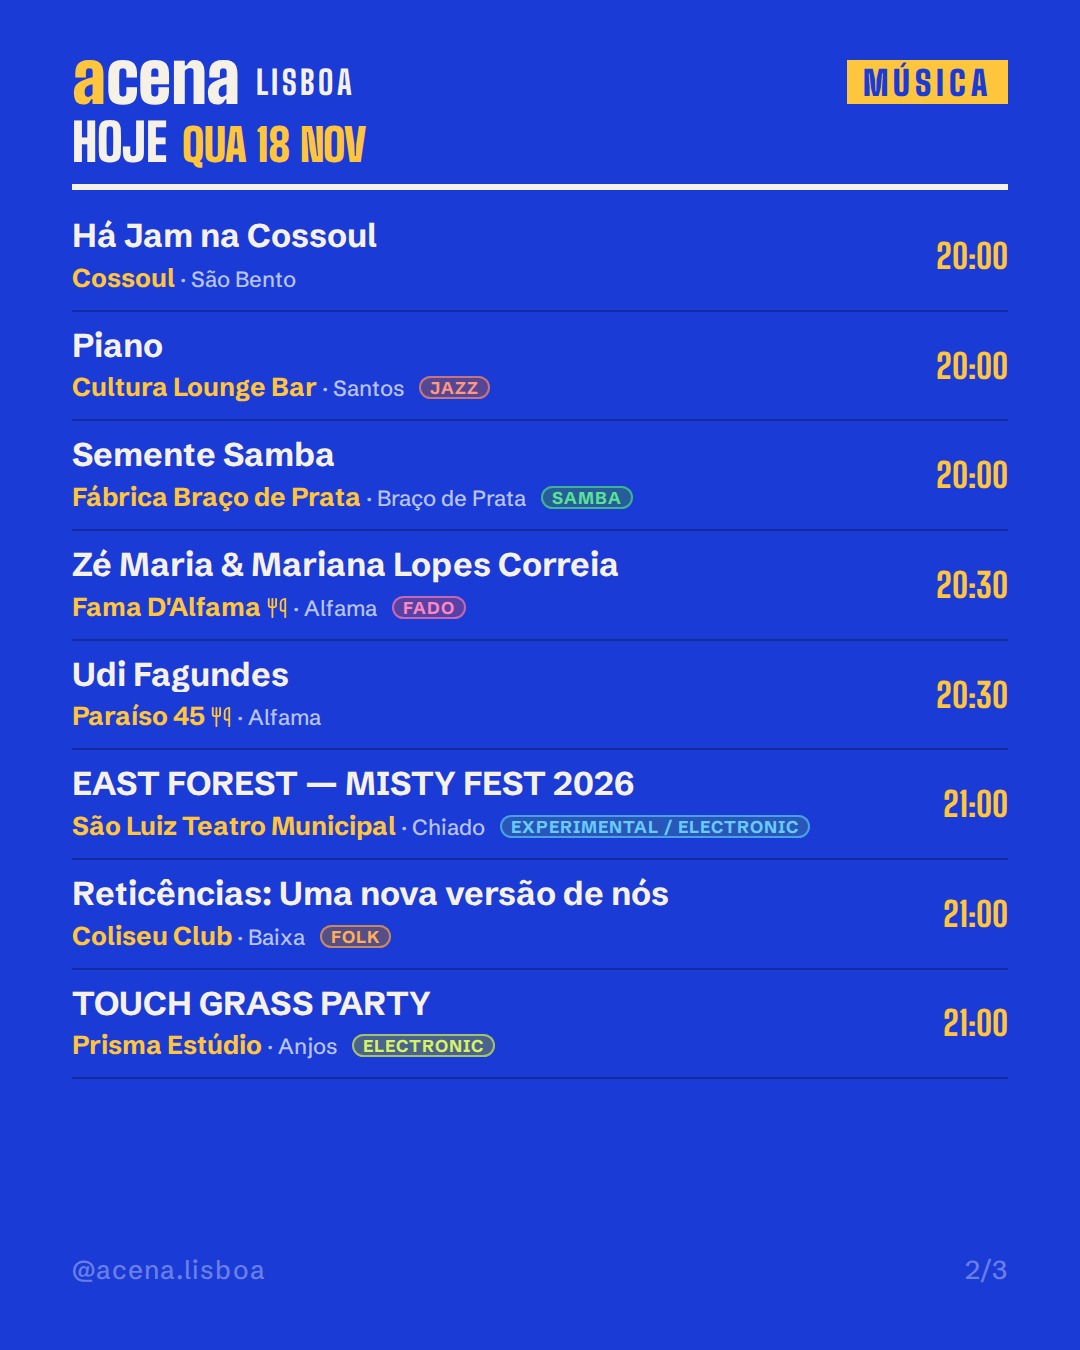 acena LISBOA
MÚSICA
HOJE QUA 18 NOV
Há Jam na Cossoul
Cossoul · São Bento
20:00
Piano
Cultura Lounge Bar · Santos JAZZ
20:00
Semente Samba
Fábrica Braço de Prata · Braço de Prata SAMBA
20:00
Zé Maria & Mariana Lopes Correia
Fama D'Alfama · Alfama FADO
20:30
Udi Fagundes
Paraíso 45 · Alfama
20:30
EAST FOREST — MISTY FEST 2026
São Luiz Teatro Municipal · Chiado EXPERIMENTAL / ELECTRONIC
21:00
Reticências: Uma nova versão de nós
Coliseu Club · Baixa FOLK
21:00
TOUCH GRASS PARTY
Prisma Estúdio · Anjos ELECTRONIC
21:00
@acena.lisboa
2/3